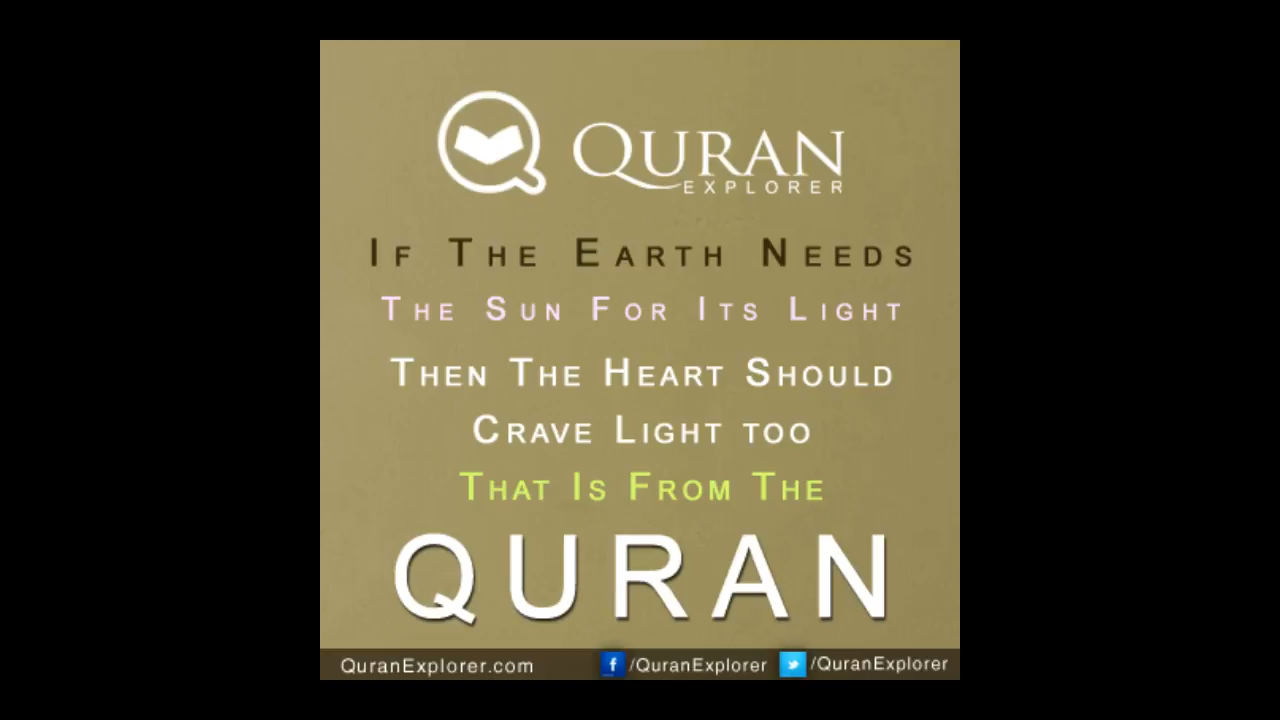 QURAN
EXPLORER
If The Earth Needs
The Sun For Its Light
Then The Heart Should
Crave Light too
That Is From The
QURAN
QuranExplorer.com f /QuranExplorer /QuranExplorer